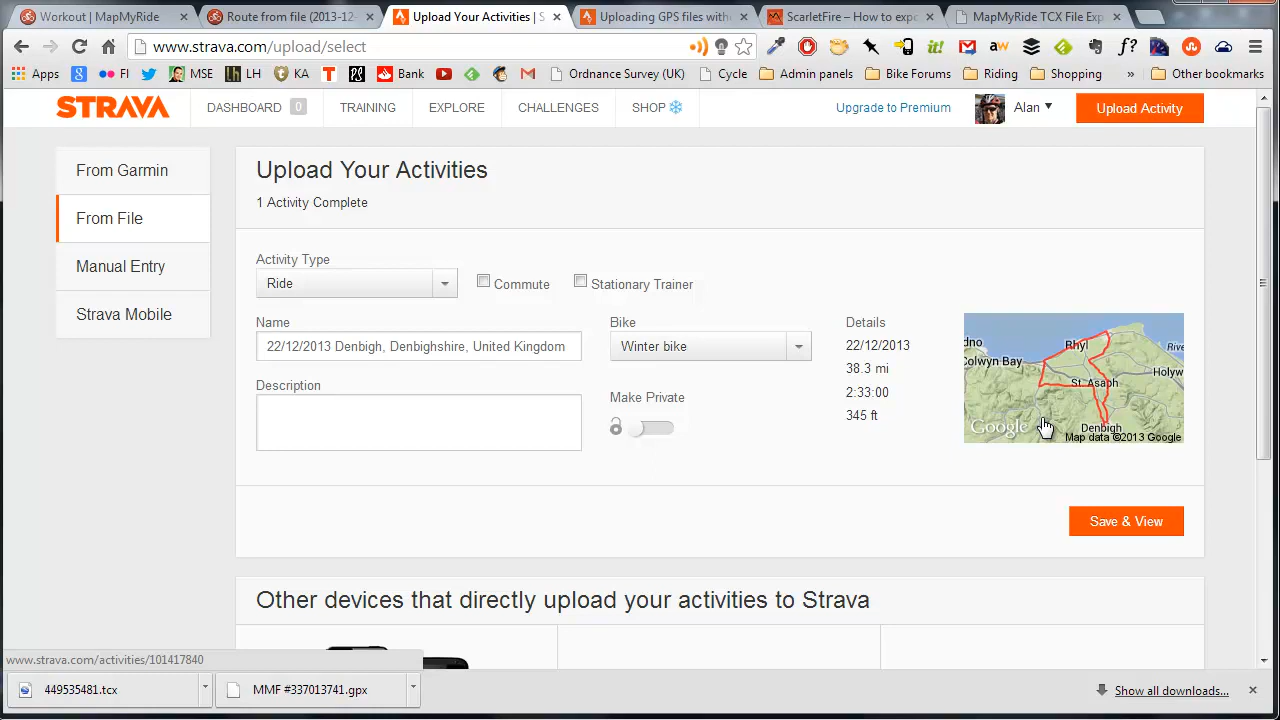 Workout // MapMyRide
Route from file (2013-12-
Upload Your Activities | S
Uploading GPS files with
ScarletFire – How to exp
MapMyRide TCX File Exp
www.strava.com/upload/select
Apps
FI
MSE
LH
KA
Bank
Ordnance Survey (UK)
Cycle
Admin panels
Bike Forums
Riding
Shopping
»
Other bookmarks
STRAVA
DASHBOARD 0
TRAINING
EXPLORE
CHALLENGES
SHOP
Upgrade to Premium
Alan
Upload Activity
From Garmin
From File
Manual Entry
Strava Mobile
Upload Your Activities
1 Activity Complete
Activity Type
Ride
Commute
Stationary Trainer
Name
22/12/2013 Denbigh, Denbighshire, United Kingdom
Description
Bike
Winter bike
Make Private
Details
22/12/2013
38.3 mi
2:33:00
345 ft
dno
Rhyl
Rive
Colwyn Bay
Holyw
St. Asaph
Denbigh
Google
Map data ©2013 Google
Save & View
Other devices that directly upload your activities to Strava
www.strava.com/activities/101417840
449535481.tcx
MMF #337013741.gpx
Show all downloads...